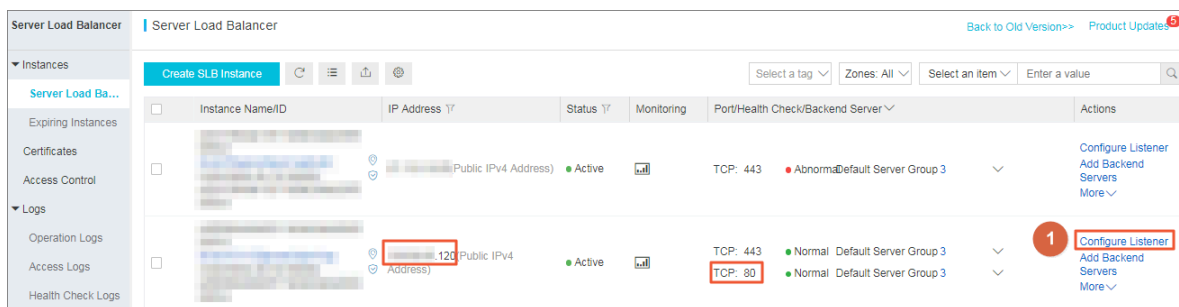 Server Load Balancer
Server Load Balancer
Back to Old Version>>
Product Updates
5
Instances
Server Load Ba...
Expiring Instances
Certificates
Access Control
Logs
Operation Logs
Access Logs
Health Check Logs
Create SLB Instance
Select a tag
Zones: All
Select an item
Enter a value
Instance Name/ID
IP Address
Status
Monitoring
Port/Health Check/Backend Server
Actions
(Public IPv4 Address)
Active
TCP: 443
Abnormal
Default Server Group 3
Configure Listener
Add Backend
Servers
More
.120(Public IPv4
Address)
Active
TCP: 443
Normal
Default Server Group 3
TCP: 80
Normal
Default Server Group 3
1
Configure Listener
Add Backend
Servers
More